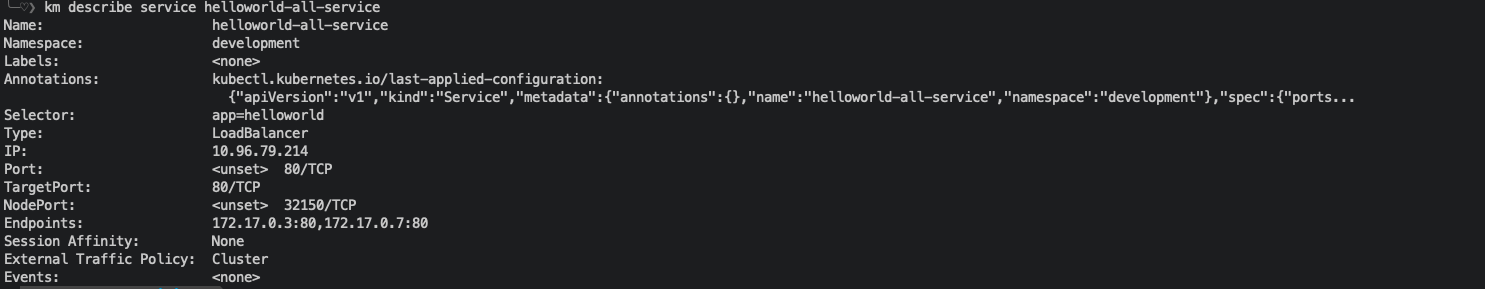 km describe service helloworld-all-service
Name:                     helloworld-all-service
Namespace:                development
Labels:                   <none>
Annotations:              kubectl.kubernetes.io/last-applied-configuration:
                            {"apiVersion":"v1","kind":"Service","metadata":{"annotations":{},"name":"helloworld-all-service","namespace":"development"},"spec":{"ports...
Selector:                 app=helloworld
Type:                     LoadBalancer
IP:                       10.96.79.214
Port:                     <unset>  80/TCP
TargetPort:               80/TCP
NodePort:                 <unset>  32150/TCP
Endpoints:                172.17.0.3:80,172.17.0.7:80
Session Affinity:         None
External Traffic Policy:  Cluster
Events:                   <none>